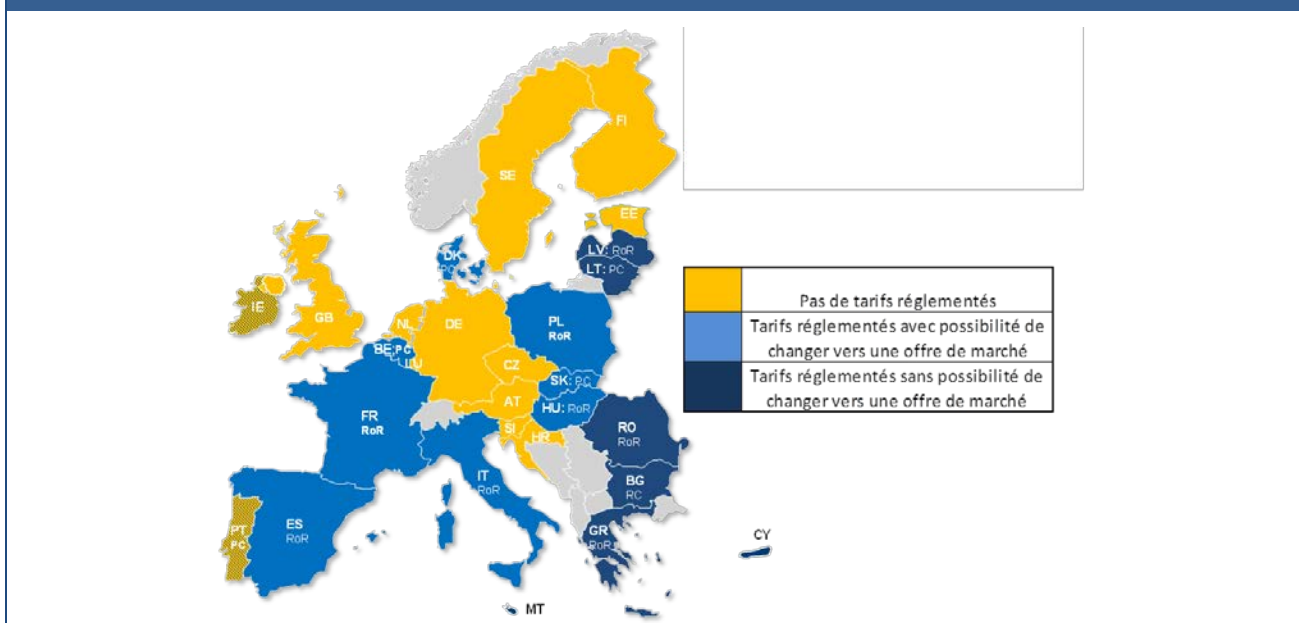 FI
SE
EE
LV: RoR
LT: PC
DK
PC
IE
GB
NL
DE
PL
RoR
BE:PC
LU
CZ
SK: PC
AT
HU: RoR
FR
RoR
SI
HR
RO
RoR
IT
RoR
BG
RC
PT
PC
ES
RoR
GR
RoR
CY
MT
Pas de tarifs réglementés
Tarifs réglementés avec possibilité de
changer vers une offre de marché
Tarifs réglementés sans possibilité de
changer vers une offre de marché